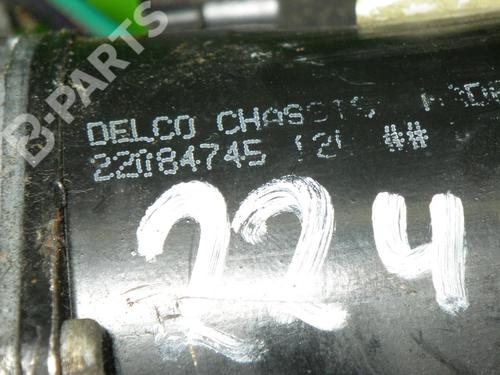 B-PARTS
DELCO CHASSIS
22084745 12V ##
224